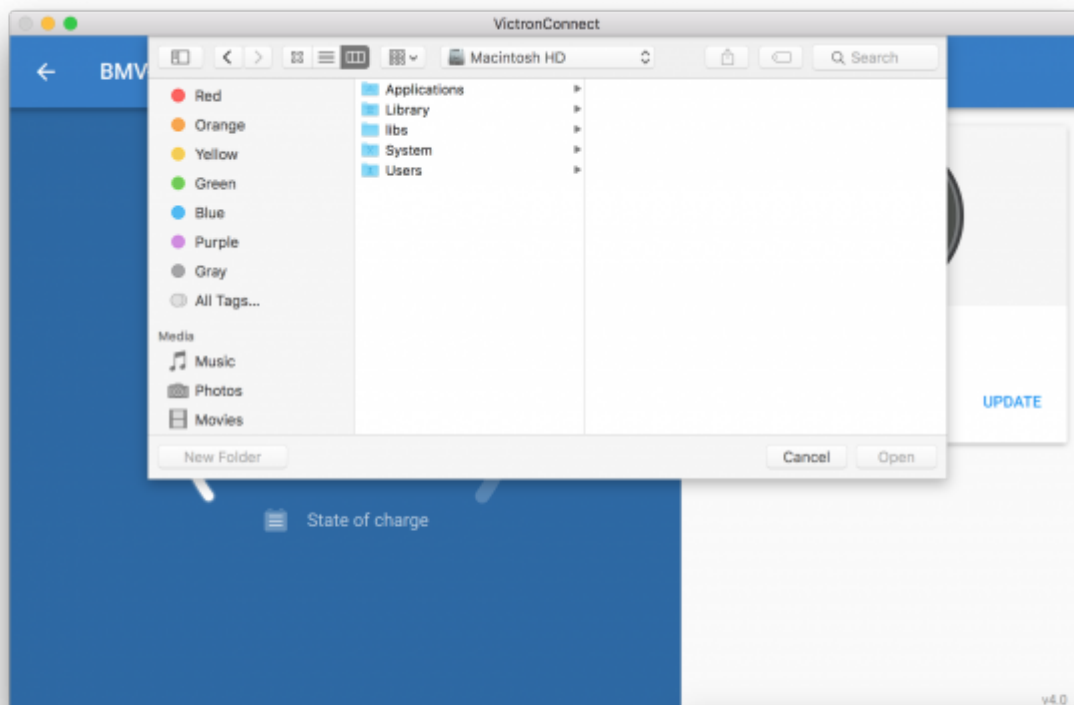 VictronConnect
BMV
Macintosh HD
Search
Red
Orange
Yellow
Green
Blue
Purple
Gray
All Tags...
Media
Music
Photos
Movies
Applications
Library
libs
System
Users
New Folder
Cancel
Open
UPDATE
State of charge
v4.0